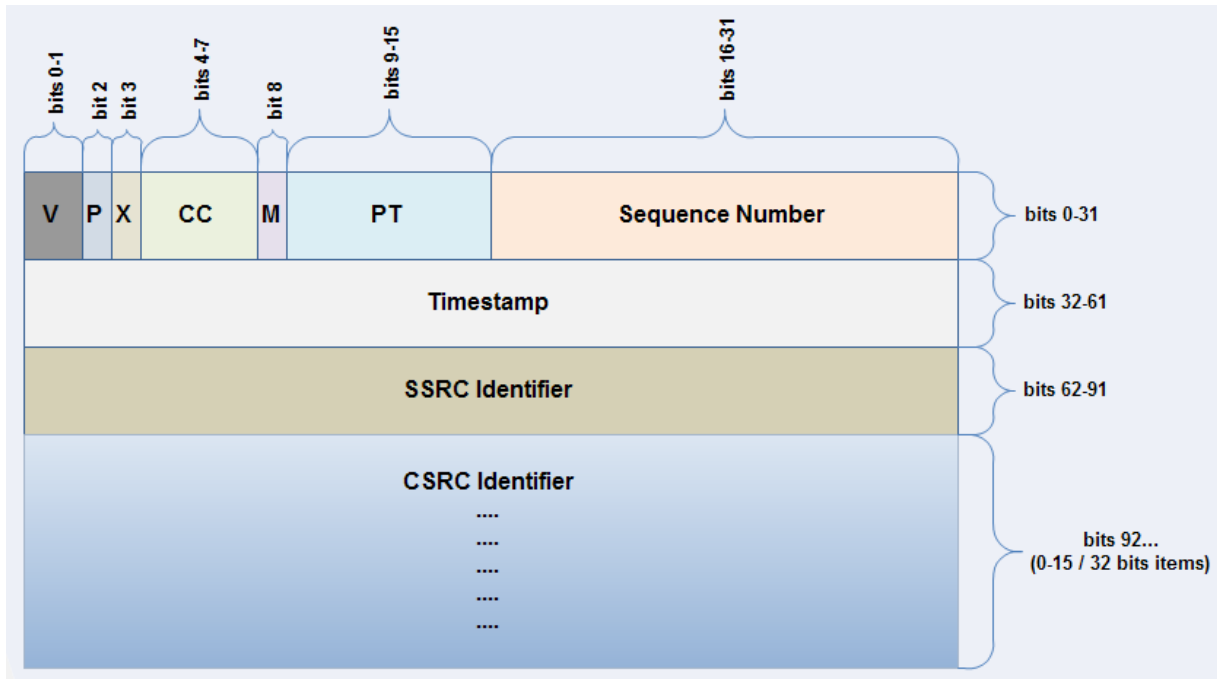 bits 0-1
bit 2
bit 3
bits 4-7
bit 8
bits 9-15
bits 16-31
V
P
X
CC
M
PT
Sequence Number
bits 0-31
Timestamp
bits 32-61
SSRC Identifier
bits 62-91
CSRC Identifier
....
....
....
....
....
bits 92...
(0-15 / 32 bits items)